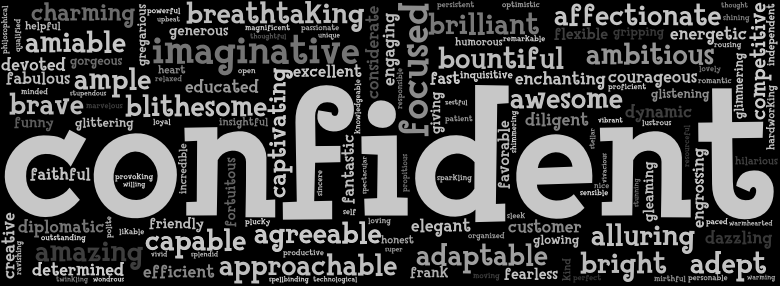 philosophical
charming
helpful
qualified
amiable
gregarious
powerful
upbeat
breathtaking
generous
magnificent
passionate
thoughtful
unique
imaginative
considerate
engaging
focused
persistent
optimistic
brilliant
humorous
remarkable
affectionate
flexible
gripping
energetic
thought
shining
rousing
competitive
independent
handworking
devoted
gorgeous
fabulous
ample
heart
relaxed
open
excellent
educated
knowledgeable
responsible
bountiful
fast
inquisitive
enchanting
ambitious
courageous
lovely
romantic
proficient
glistening
glimmering
minded
stupendous
brave
marvelous
blithesome
captivating
giving
restful
patient
awesome
diligent
favorable
shimmering
vibrant
stellar
dynamic
lustrous
resourceful
funny
glittering
loyal
insightful
confident
faithful
provoking
willing
incredible
fortuitous
sincere
fantastic
spectacular
propitious
sparkling
vivacious
nice
sensible
stunning
gleaming
engrossing
hilarious
creative
ravishing
diplomatic
outstanding
polite
likable
friendly
plucky
self
loving
elegant
sleek
customer
organized
glowing
paced
warmhearted
capable
agreeable
honest
super
alluring
dazzling
amazing
vivid
splendid
productive
determined
twinkling
wondrous
efficient
approachable
spellbinding
technological
adaptable
frank
moving
fearless
kind
perfect
bright
mirthful
personable
adept
warming